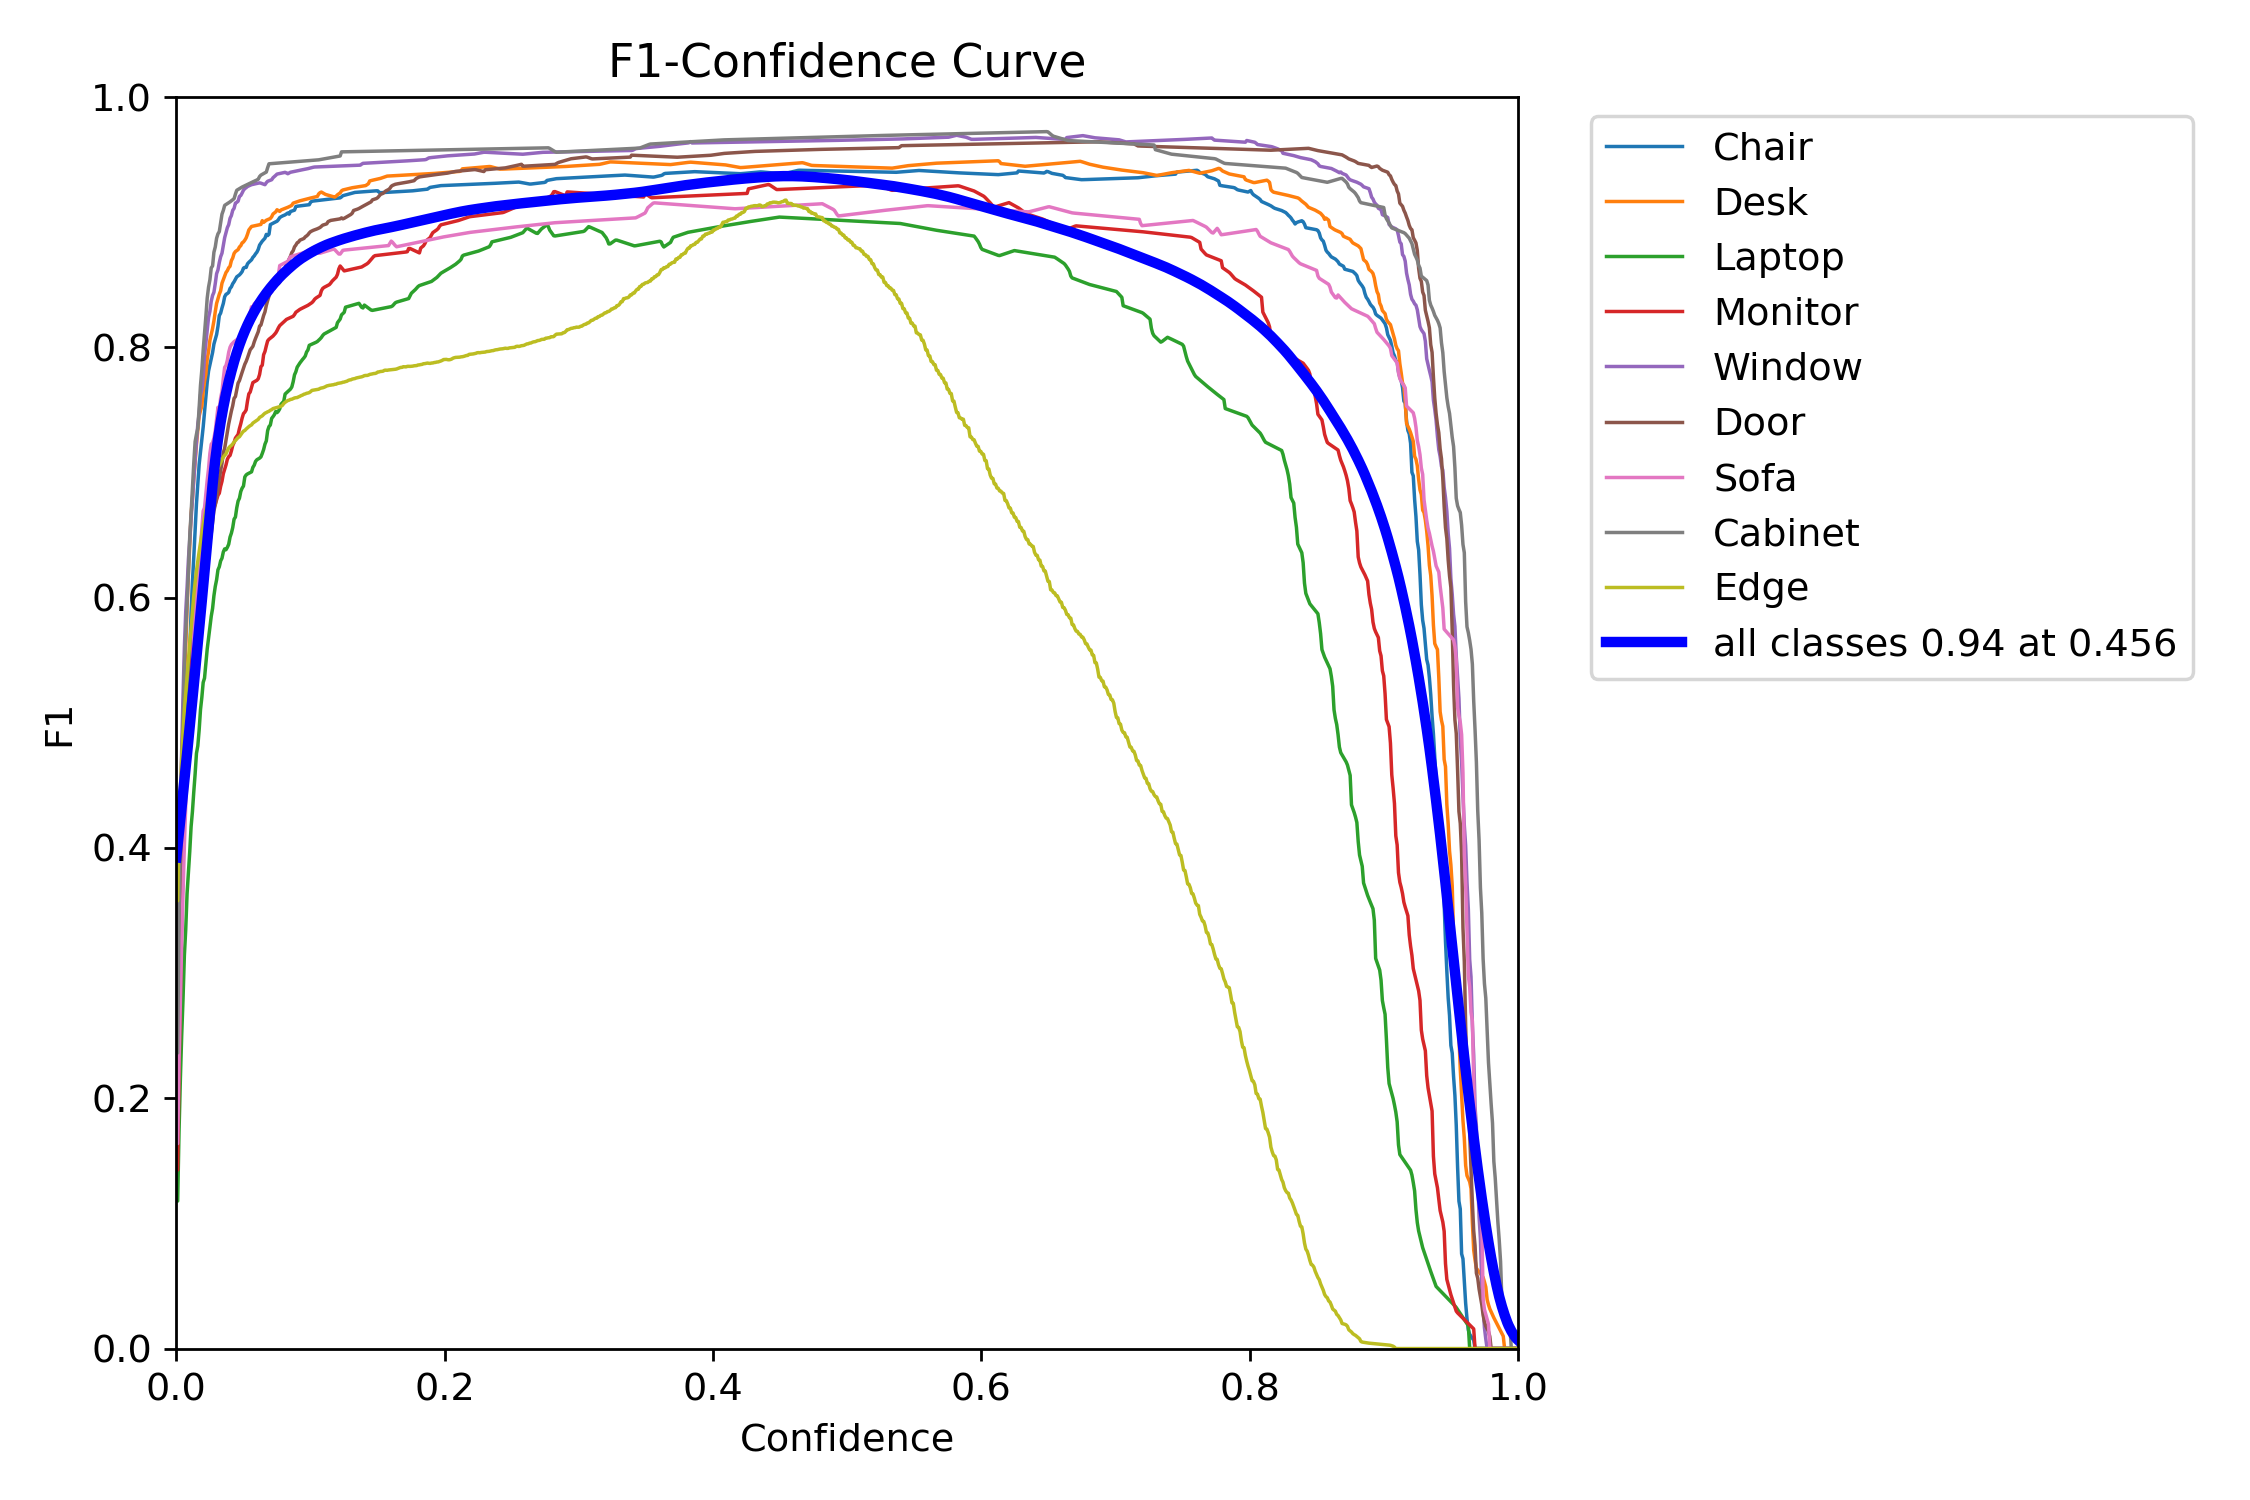 F1-Confidence Curve
1.0
0.8
0.6
0.4
0.2
0.0
F1
0.0 0.2 0.4 0.6 0.8 1.0
Confidence
Chair
Desk
Laptop
Monitor
Window
Door
Sofa
Cabinet
Edge
all classes 0.94 at 0.456